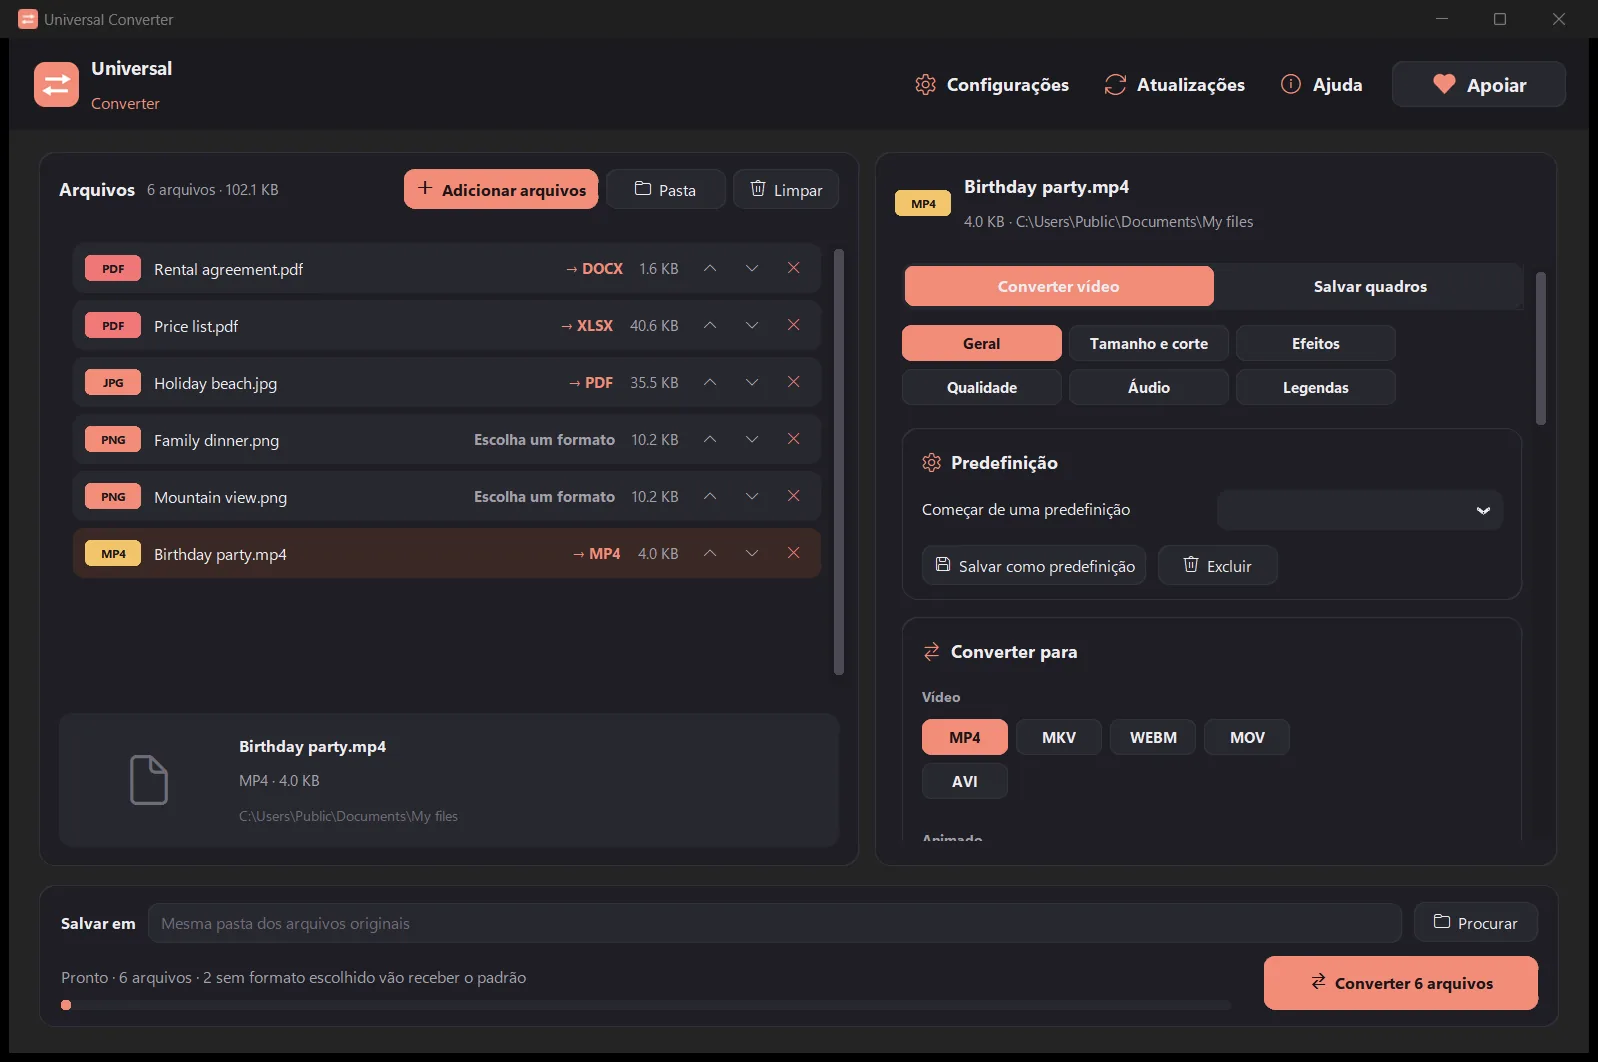 Universal Converter
Universal
Converter
Configurações
Atualizações
Ajuda
Apoiar
Arquivos
6 arquivos · 102.1 KB
Adicionar arquivos
Pasta
Limpar
PDF Rental agreement.pdf → DOCX 1.6 KB
PDF Price list.pdf → XLSX 40.6 KB
JPG Holiday beach.jpg → PDF 35.5 KB
PNG Family dinner.png Escolha um formato 10.2 KB
PNG Mountain view.png Escolha um formato 10.2 KB
MP4 Birthday party.mp4 → MP4 4.0 KB
Birthday party.mp4
MP4 · 4.0 KB
C:\Users\Public\Documents\My files
MP4
Birthday party.mp4
4.0 KB · C:\Users\Public\Documents\My files
Converter vídeo
Salvar quadros
Geral
Tamanho e corte
Efeitos
Qualidade
Áudio
Legendas
Predefinição
Começar de uma predefinição
Salvar como predefinição
Excluir
Converter para
Vídeo
MP4
MKV
WEBM
MOV
AVI
Animado
Salvar em
Mesma pasta dos arquivos originais
Procurar
Pronto · 6 arquivos · 2 sem formato escolhido vão receber o padrão
Converter 6 arquivos